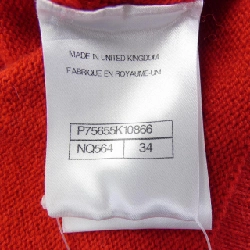 MADE IN UNITED KINGDOM
FABRIQUE EN ROYAUME-UNI
P75655K10866
NQ564 34